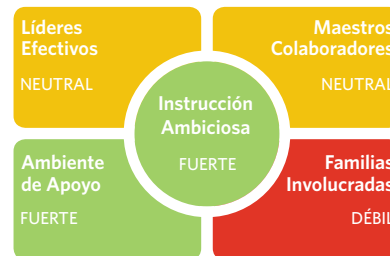 Líderes
Efectivos
NEUTRAL
Maestros
Colaboradores
NEUTRAL
Instrucción
Ambiciosa
FUERTE
Ambiente
de Apoyo
FUERTE
Familias
Involucradas
DÉBIL